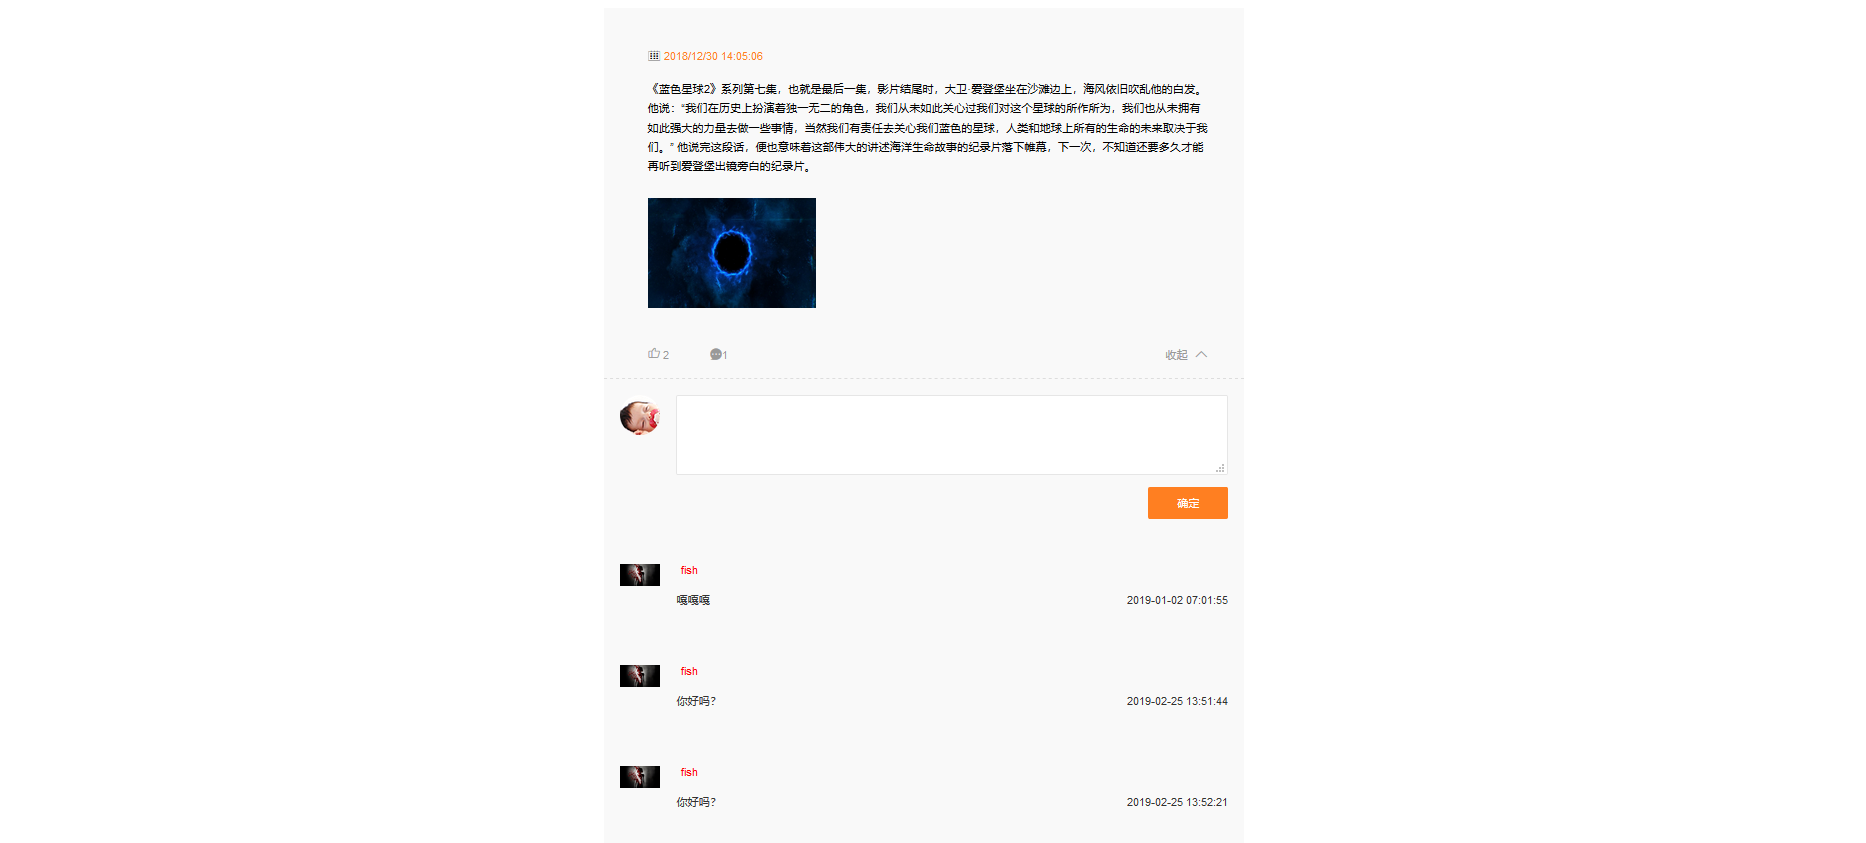 2018/12/30 14:05:06
《蓝色星球2》系列第七集，也就是最后一集，影片结尾时，大卫·爱登堡坐在沙滩边上，海风依旧吹乱他的白发。
他说：“我们在历史上扮演着独一无二的角色，我们从未如此关心过我们对这个星球的所作所为，我们也从未拥有
如此强大的力量去做一些事情，当然我们有责任去关心我们蓝色的星球，人类和地球上所有的生命的未来取决于我
们。” 他说完这段话，便也意味着这部伟大的讲述海洋生命故事的纪录片落下帷幕，下一次，不知道还要多久才能
再听到爱登堡出镜旁白的纪录片。
2 1 收起
确定
fish
嘎嘎嘎 2019-01-02 07:01:55
fish
你好吗？ 2019-02-25 13:51:44
fish
你好吗？ 2019-02-25 13:52:21